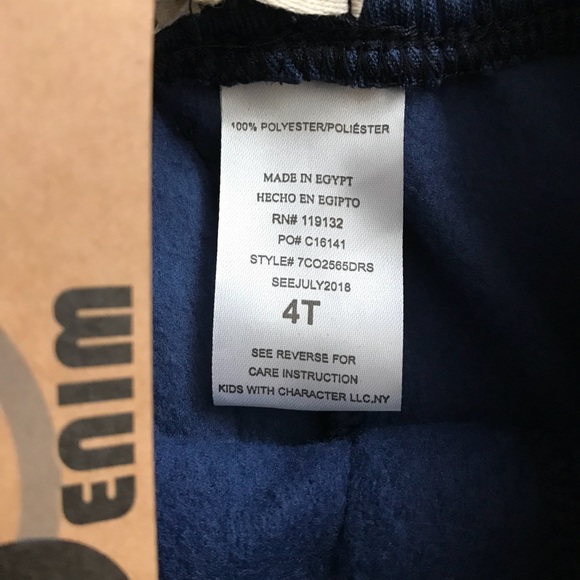 100% POLYESTER/POLIÉSTER
MADE IN EGYPT
HECHO EN EGIPTO
RN# 119132
PO# C16141
STYLE# 7CO2565DRS
SEEJULY2018
4T
SEE REVERSE FOR
CARE INSTRUCTION
KIDS WITH CHARACTER LLC.NY
ENIM